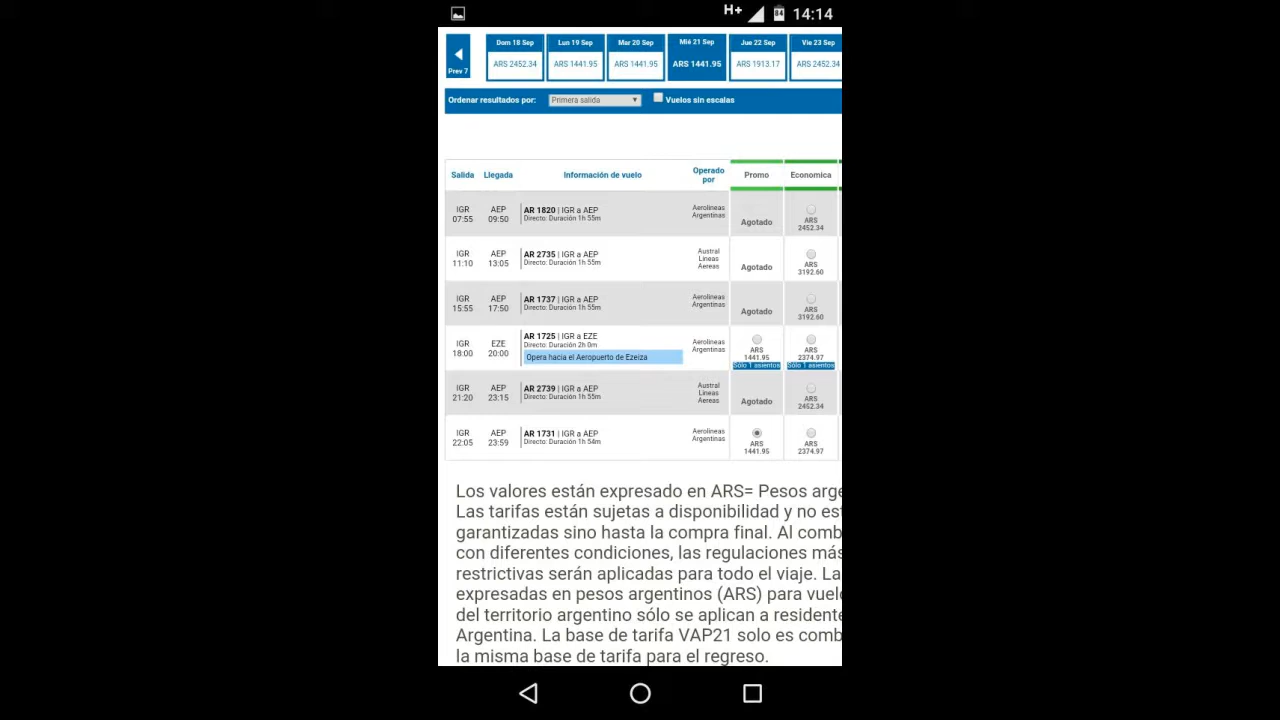 H+ 84 14:14
Prev 7
Dom 18 Sep Lun 19 Sep Mar 20 Sep Mié 21 Sep Jue 22 Sep Vie 23 Sep
ARS 2452.34 ARS 1441.95 ARS 1441.95 ARS 1441.95 ARS 1913.17 ARS 2452.34
Ordenar resultados por: Primera salida Vuelos sin escalas
Salida Llegada Información de vuelo Operado por Promo Economica
IGR 07:55 AEP 09:50 AR 1820 | IGR a AEP Directo: Duración 1h 55m Aerolineas Argentinas Agotado ARS 2452.34
IGR 11:10 AEP 13:05 AR 2735 | IGR a AEP Directo: Duración 1h 55m Austral Lineas Aereas Agotado ARS 3192.60
IGR 15:55 AEP 17:50 AR 1737 | IGR a AEP Directo: Duración 1h 55m Aerolineas Argentinas Agotado ARS 3192.60
IGR 18:00 EZE 20:00 AR 1725 | IGR a EZE Directo: Duración 2h 0m Opera hacia el Aeropuerto de Ezeiza Aerolineas Argentinas ARS 1441.95 Sólo 1 asientos ARS 2374.97 Sólo 1 asientos
IGR 21:20 AEP 23:15 AR 2739 | IGR a AEP Directo: Duración 1h 55m Austral Lineas Aereas Agotado ARS 2452.34
IGR 22:05 AEP 23:59 AR 1731 | IGR a AEP Directo: Duración 1h 54m Aerolineas Argentinas ARS 1441.95 ARS 2374.97
Los valores están expresado en ARS= Pesos arge
Las tarifas están sujetas a disponibilidad y no est
garantizadas sino hasta la compra final. Al comb
con diferentes condiciones, las regulaciones más
restrictivas serán aplicadas para todo el viaje. La
expresadas en pesos argentinos (ARS) para vuelo
del territorio argentino sólo se aplican a residente
Argentina. La base de tarifa VAP21 solo es comb
la misma base de tarifa para el regreso.